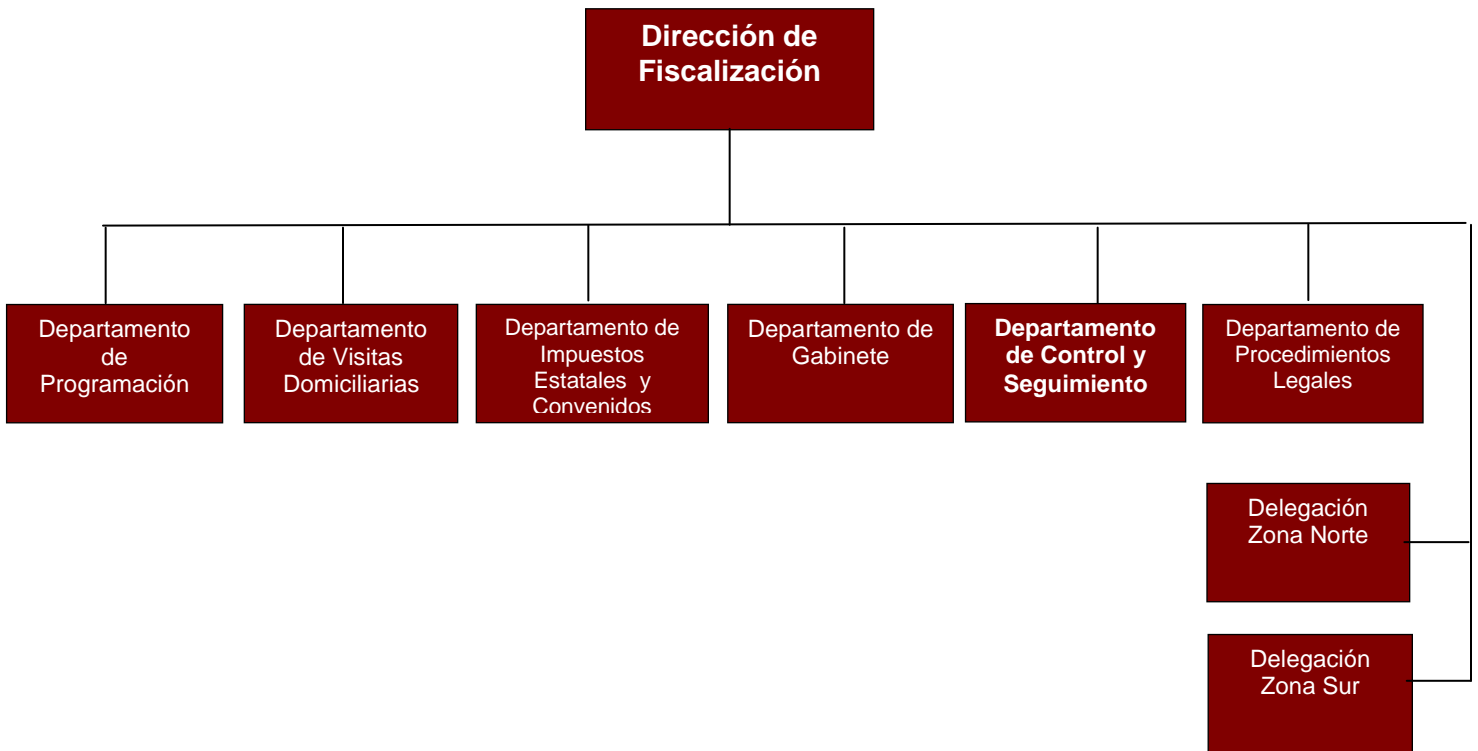 Dirección de
Fiscalización
Departamento
de
Programación
Departamento
de Visitas
Domiciliarias
Departamento de
Impuestos
Estatales y
Convenidos
Departamento de
Gabinete
Departamento
de Control y
Seguimiento
Departamento de
Procedimientos
Legales
Delegación
Zona Norte
Delegación
Zona Sur